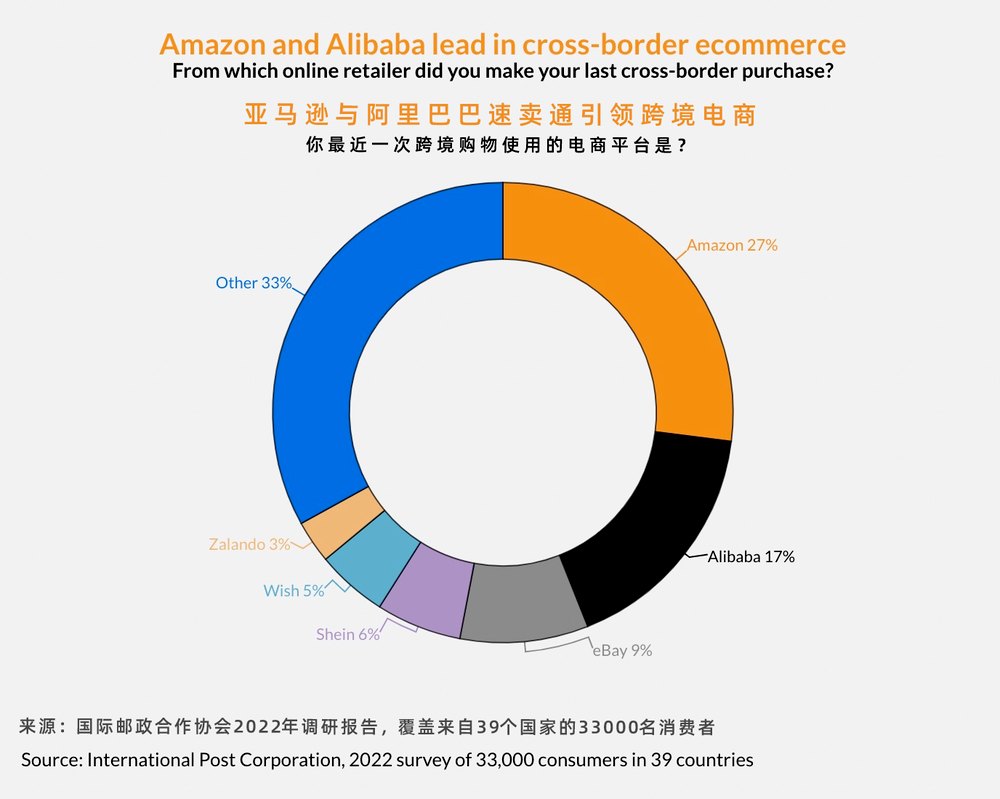 Amazon and Alibaba lead in cross-border ecommerce
From which online retailer did you make your last cross-border purchase?
亚马逊与阿里巴巴速卖通引领跨境电商
你最近一次跨境购物使用的电商平台是？
Amazon 27%
Other 33%
Zalando 3%
Alibaba 17%
Wish 5%
Shein 6%
eBay 9%
来源：国际邮政合作协会2022年调研报告，覆盖来自39个国家的33000名消费者
Source: International Post Corporation, 2022 survey of 33,000 consumers in 39 countries